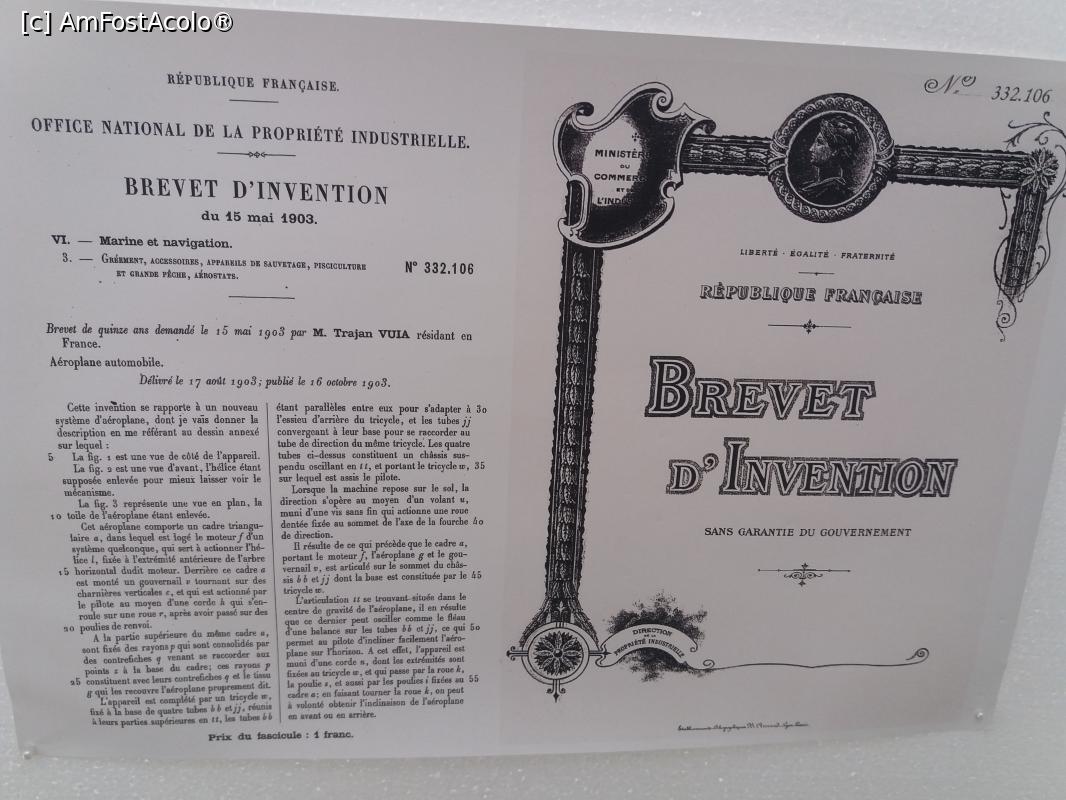 [c] AmFostAcolo®
RÉPUBLIQUE FRANÇAISE.
OFFICE NATIONAL DE LA PROPRIÉTÉ INDUSTRIELLE.
BREVET D'INVENTION
du 15 mai 1903.
VI. — Marine et navigation.
3. — Gréement, accessoires, appareils de sauvetage, pisciculture
et grande pêche, aérostats.
N° 332.106
Brevet de quinze ans demandé le 15 mai 1903 par M. Trajan VUIA résidant en
France.
Aéroplane automobile.
Délivré le 17 août 1903; publié le 16 octobre 1903.
Cette invention se rapporte à un nouveau
système d'aéroplane, dont je vais donner la
description en me référant au dessin annexé
sur lequel :
5 La fig. 1 est une vue de côté de l'appareil.
La fig. 2 est une vue d'avant, l'hélice étant
supposée enlevée pour mieux laisser voir le
mécanisme.
La fig. 3 représente une vue en plan, la
10 toile de l'aéroplane étant enlevée.
Cet aéroplane comporte un cadre triangu-
laire a, dans lequel est logé le moteur f d'un
système quelconque, qui sert à actionner l'hé-
lice l, fixée à l'extrémité antérieure de l'arbre
15 horizontal dudit moteur. Derrière ce cadre a
est monté un gouvernail v tournant sur des
charnières verticales c, et qui est actionné par
le pilote au moyen d'une corde h qui s'en-
roule sur une roue r, après avoir passé sur des
20 poulies de renvoi.
A la partie supérieure du même cadre a,
sont fixés des rayons p qui sont consolidés par
des contrefiches q venant se raccorder aux
points z à la base du cadre; ces rayons p
25 constituent avec leurs contrefiches q et le tissu
g qui les recouvre l'aéroplane proprement dit.
L'appareil est complété par un tricycle w,
fixé à la base de quatre tubes bb et jj, réunis
à leurs parties supérieures en tt, les tubes bb
étant parallèles entre eux pour s'adapter à 30
l'essieu d'arrière du tricycle, et les tubes jj
convergeant à leur base pour se raccorder au
tube de direction du même tricycle. Les quatre
tubes ci-dessus constituent un châssis sus-
pendu oscillant en tt, et portant le tricycle w, 35
sur lequel est assis le pilote.
Lorsque la machine repose sur le sol, la
direction s'opère au moyen d'un volant u,
muni d'une vis sans fin qui actionne une roue
dentée fixée au sommet de l'axe de la fourche 40
de direction.
Il résulte de ce qui précède que le cadre a,
portant le moteur f, l'aéroplane g et le gou-
vernail v, est articulé sur le sommet du châs-
sis bb et jj dont la base est constituée par le 45
tricycle w.
L'articulation tt se trouvant située dans le
centre de gravité de l'aéroplane, il en résulte
que ce dernier peut osciller comme le fléau
d'une balance sur les tubes bb et jj, ce qui 50
permet au pilote d'incliner facilement l'aéro-
plane sur l'horizon. A cet effet, l'appareil est
muni d'une corde n, dont les extrémités sont
fixées au tricycle w, et qui passe par la roue k,
la poulie s, et aussi par les poulies i fixées au 55
cadre a; en faisant tourner la roue k, on peut
à volonté obtenir l'inclinaison de l'aéroplane
en avant ou en arrière.
Prix du fascicule : 1 franc.
N° 332.106
MINISTÈR
DU
COMMER
ET DE
L'IND
LIBERTÉ · ÉGALITÉ · FRATERNITÉ
RÉPUBLIQUE FRANÇAISE
BREVET
D'INVENTION
SANS GARANTIE DU GOUVERNEMENT
DIRECTION
DE LA
PROPRIÉTÉ INDUSTRIELLE